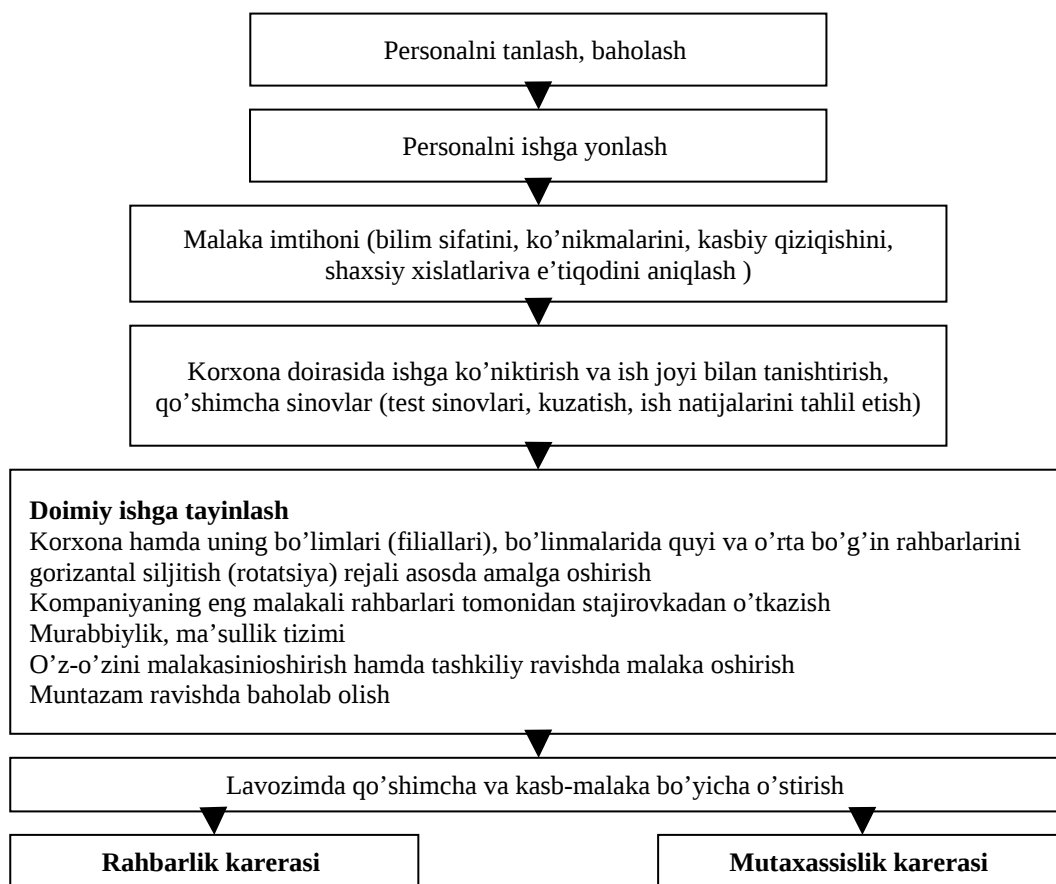 Personalni tanlash, baholash
Personalni ishga yonlash
Malaka imtihoni (bilim sifatini, ko’nikmalarini, kasbiy qiziqishini,
shaxsiy xislatlariva e’tiqodini aniqlash )
Korxona doirasida ishga ko’niktirish va ish joyi bilan tanishtirish,
qo’shimcha sinovlar (test sinovlari, kuzatish, ish natijalarini tahlil etish)
Doimiy ishga tayinlash
Korxona hamda uning bo’limlari (filiallari), bo’linmalarida quyi va o’rta bo’g’in rahbarlarini
gorizantal siljitish (rotatsiya) rejali asosda amalga oshirish
Kompaniyaning eng malakali rahbarlari tomonidan stajirovkadan o’tkazish
Murabbiylik, ma’sullik tizimi
O’z-o’zini malakasinioshirish hamda tashkiliy ravishda malaka oshirish
Muntazam ravishda baholab olish
Lavozimda qo’shimcha va kasb-malaka bo’yicha o’stirish
Rahbarlik karerasi
Mutaxassislik karerasi